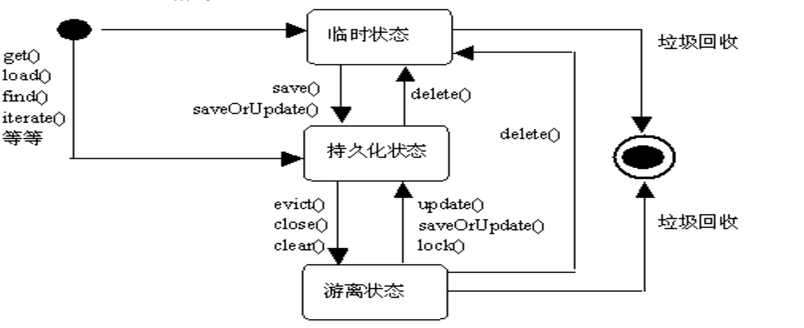 临时状态
垃圾回收
get()
load()
find()
iterate()
等等
save()
saveOrUpdate()
delete()
delete()
持久化状态
evict()
close()
clear()
update()
saveOrUpdate()
lock()
垃圾回收
游离状态